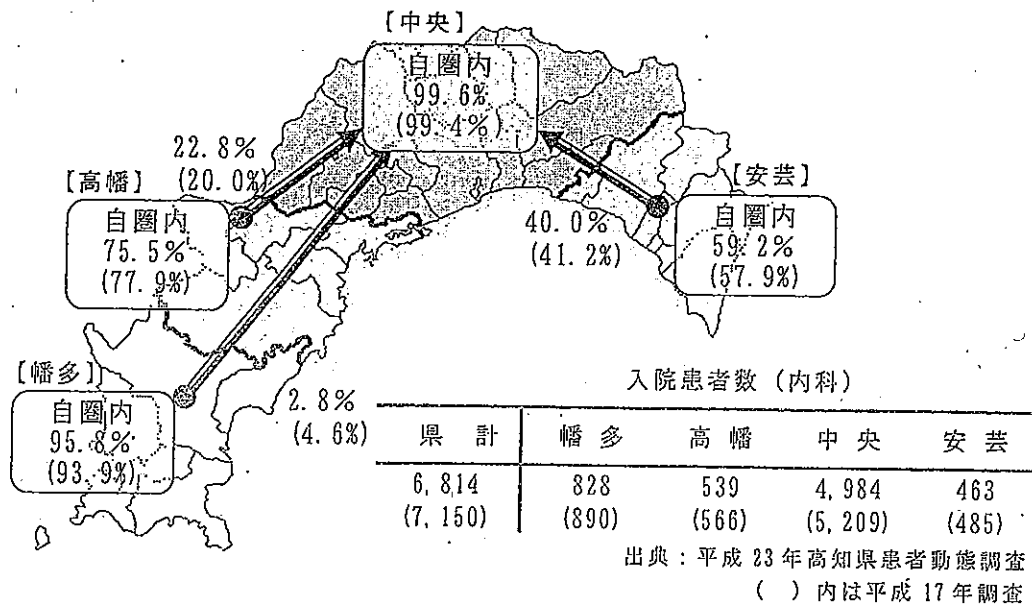 【中央】
自圏内
99.6%
(99.4%)
22.8%
(20.0%)
【高幡】
自圏内
75.5%
(77.9%)
【安芸】
自圏内
59.2%
(57.9%)
40.0%
(41.2%)
【幡多】
自圏内
95.8%
(93.9%)
2.8%
(4.6%)
入院患者数（内科）
県計 幡多 高幡 中央 安芸
6,814 828 539 4,984 463
(7,150) (890) (566) (5,209) (485)
出典：平成23年高知県患者動態調査
（ ）内は平成17年調査